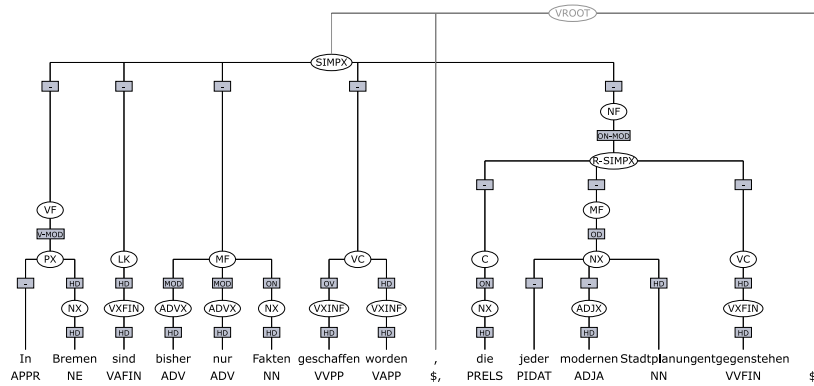 VROOT
SIMPX
- - - - -
NF
ON-MOD
R-SIMPX
- - -
VF MF
V-MOD OD
PX LK MF VC C NX VC
- HD HD MOD MOD ON OV HD ON - - HD HD
NX VXFIN ADVX ADVX NX VXINF VXINF NX ADJX VXFIN
HD HD HD HD HD HD HD HD HD HD
In Bremen sind bisher nur Fakten geschaffen worden , die jeder modernen Stadtplanung entgegenstehen
APPR NE VAFIN ADV ADV NN VVPP VAPP $, PRELS PIDAT ADJA NN VVFIN $